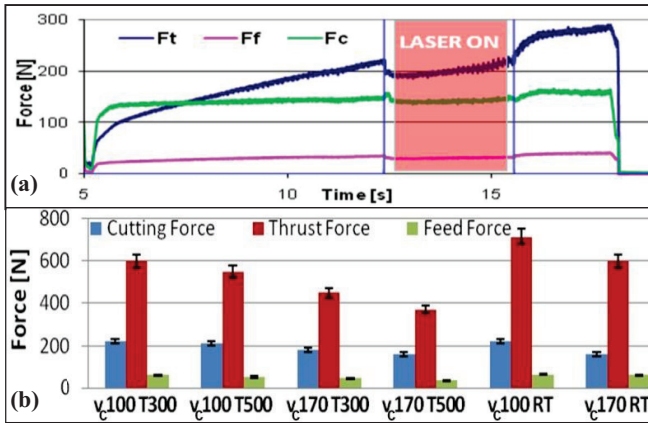 300
200
100
0
Force[N]
Ft Ff Fc
LASER ON
(a)
5 10 15
Time [s]
Cutting Force Thrust Force Feed Force
800
600
400
200
0
Force [N]
(b)
vc100 T300 vc100 T500 vc170 T300 vc170 T500 vc100 RT vc170 RT